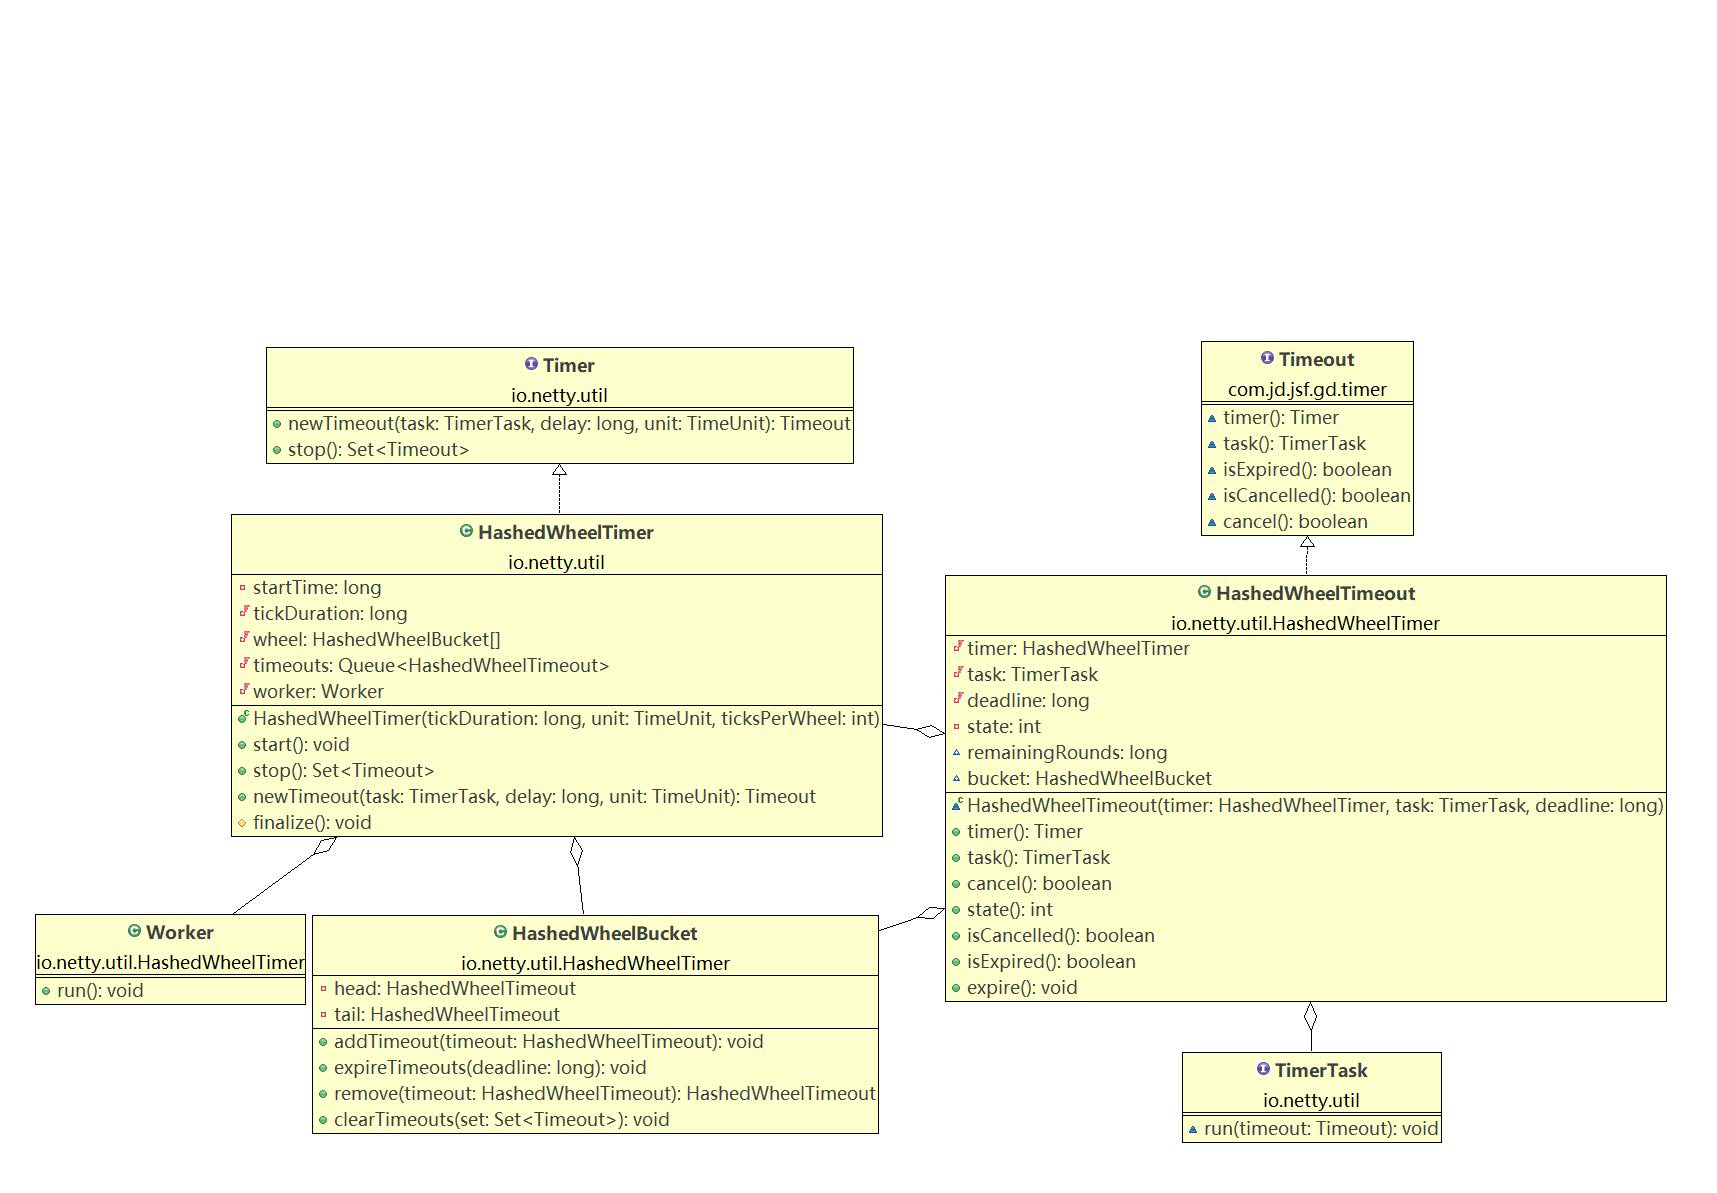 Timer
io.netty.util
newTimeout(task: TimerTask, delay: long, unit: TimeUnit): Timeout
stop(): Set<Timeout>
Timeout
com.jd.jsf.gd.timer
timer(): Timer
task(): TimerTask
isExpired(): boolean
isCancelled(): boolean
cancel(): boolean
HashedWheelTimer
io.netty.util
startTime: long
tickDuration: long
wheel: HashedWheelBucket[]
timeouts: Queue<HashedWheelTimeout>
worker: Worker
HashedWheelTimer(tickDuration: long, unit: TimeUnit, ticksPerWheel: int)
start(): void
stop(): Set<Timeout>
newTimeout(task: TimerTask, delay: long, unit: TimeUnit): Timeout
finalize(): void
HashedWheelTimeout
io.netty.util.HashedWheelTimer
timer: HashedWheelTimer
task: TimerTask
deadline: long
state: int
remainingRounds: long
bucket: HashedWheelBucket
HashedWheelTimeout(timer: HashedWheelTimer, task: TimerTask, deadline: long)
timer(): Timer
task(): TimerTask
cancel(): boolean
state(): int
isCancelled(): boolean
isExpired(): boolean
expire(): void
Worker
io.netty.util.HashedWheelTimer
run(): void
HashedWheelBucket
io.netty.util.HashedWheelTimer
head: HashedWheelTimeout
tail: HashedWheelTimeout
addTimeout(timeout: HashedWheelTimeout): void
expireTimeouts(deadline: long): void
remove(timeout: HashedWheelTimeout): HashedWheelTimeout
clearTimeouts(set: Set<Timeout>): void
TimerTask
io.netty.util
run(timeout: Timeout): void